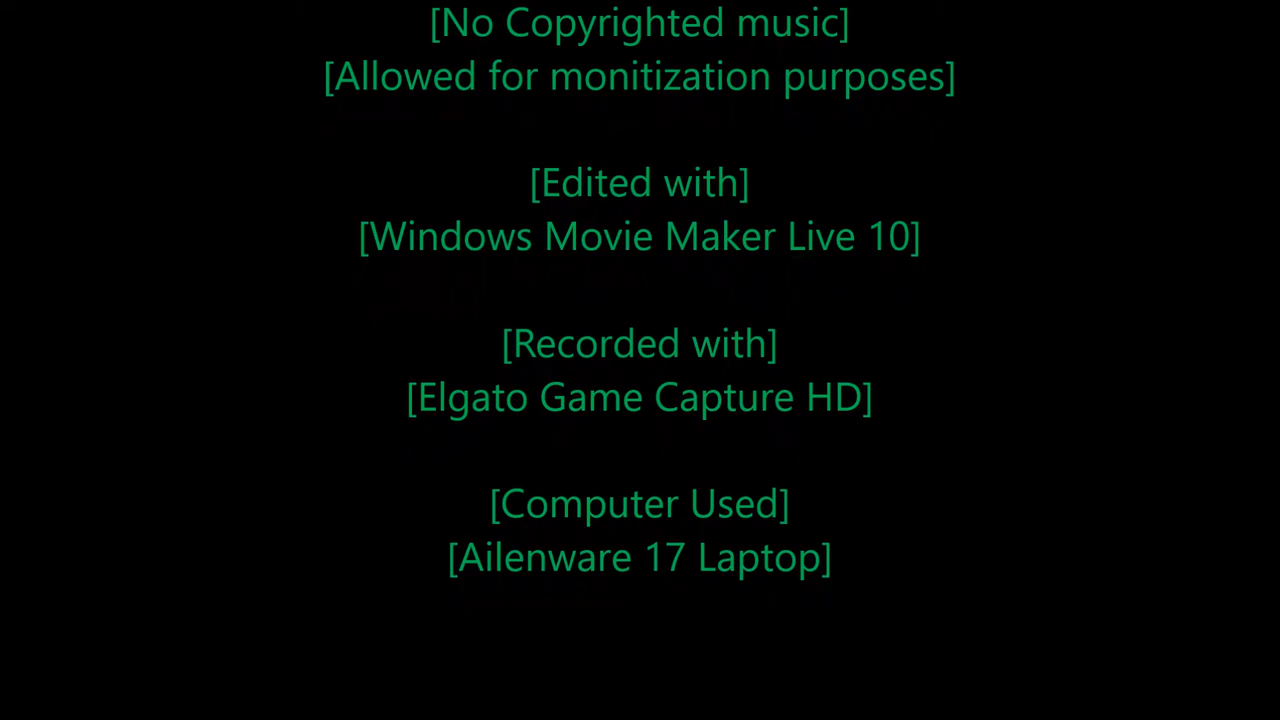 [No Copyrighted music]
[Allowed for monitization purposes]
[Edited with]
[Windows Movie Maker Live 10]
[Recorded with]
[Elgato Game Capture HD]
[Computer Used]
[Ailenware 17 Laptop]